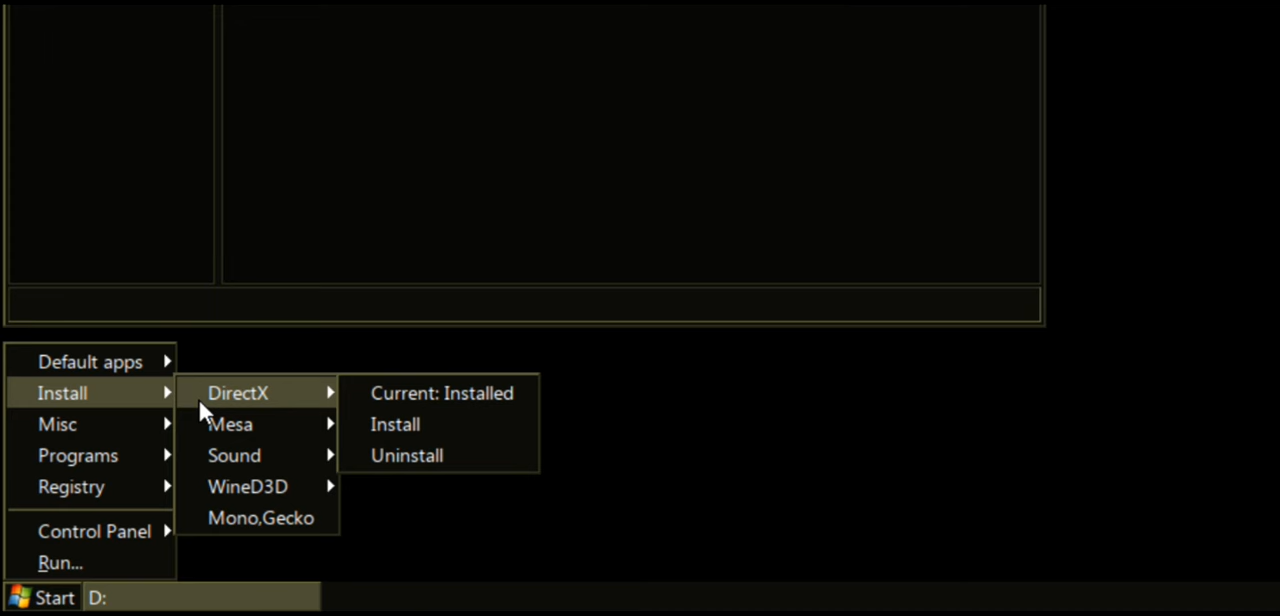 Default apps
Install
Misc
Programs
Registry
Control Panel
Run...
DirectX
Mesa
Sound
WineD3D
Mono,Gecko
Current: Installed
Install
Uninstall
Start
D: